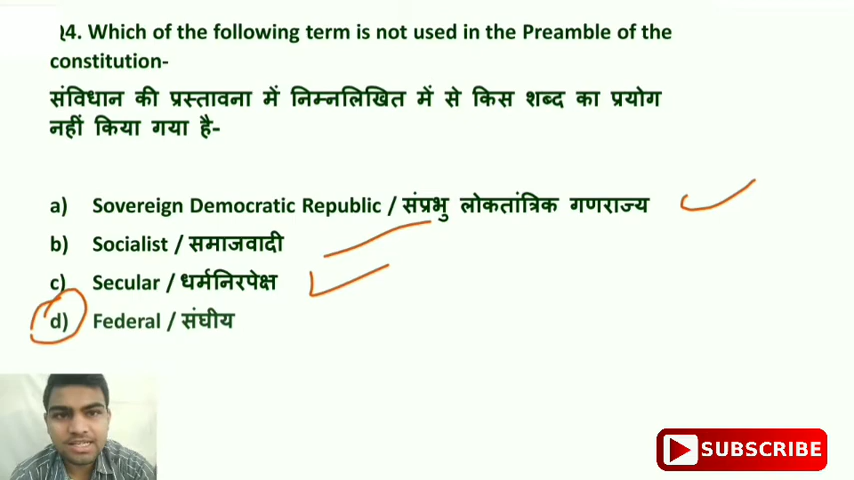 24. Which of the following term is not used in the Preamble of the
constitution-
संविधान की प्रस्तावना में निम्नलिखित में से किस शब्द का प्रयोग
नहीं किया गया है-
a) Sovereign Democratic Republic / संप्रभु लोकतांत्रिक गणराज्य
b) Socialist / समाजवादी
c) Secular / धर्मनिरपेक्ष
d) Federal / संघीय
SUBSCRIBE